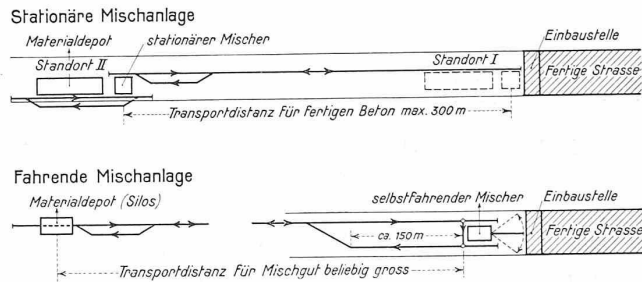 Stationäre Mischanlage
Materialdepot
stationärer Mischer
Einbaustelle
Standort II
Standort I
Fertige Strasse
Transportdistanz für fertigen Beton max. 300 m
Fahrende Mischanlage
Materialdepot (Silos)
selbstfahrender Mischer
Einbaustelle
ca. 150 m
Fertige Strasse
Transportdistanz für Mischgut beliebig gross